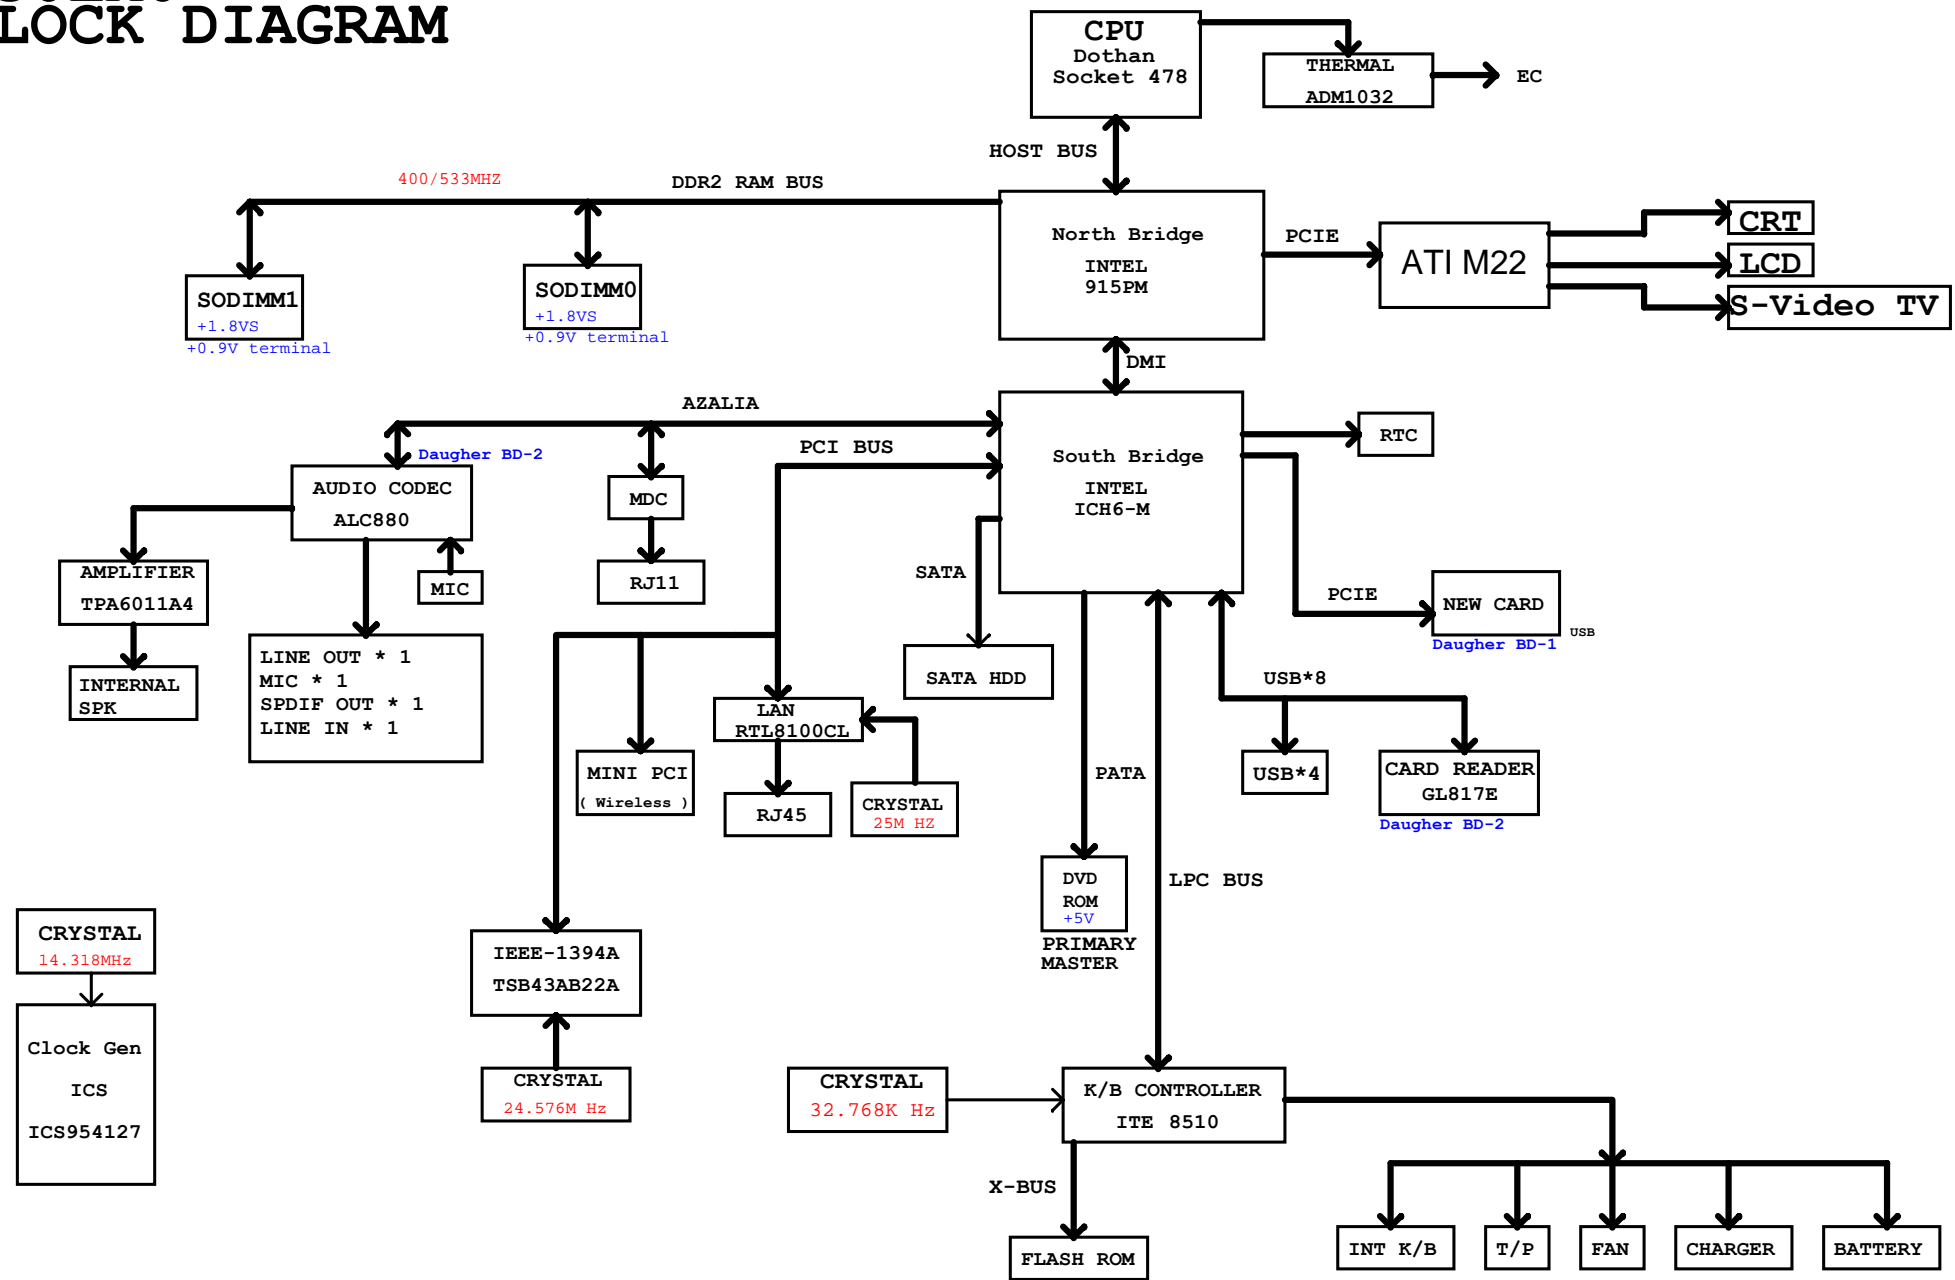 LOCK DIAGRAM
CPU
Dothan
Socket 478
THERMAL
ADM1032
EC
HOST BUS
400/533MHZ
DDR2 RAM BUS
North Bridge
INTEL
915PM
PCIE
ATI M22
CRT
LCD
S-Video TV
SODIMM1
+1.8VS
+0.9V terminal
SODIMM0
+1.8VS
+0.9V terminal
DMI
AZALIA
PCI BUS
Daugher BD-2
South Bridge
INTEL
ICH6-M
RTC
AUDIO CODEC
ALC880
MDC
RJ11
MIC
AMPLIFIER
TPA6011A4
INTERNAL
SPK
LINE OUT * 1
MIC * 1
SPDIF OUT * 1
LINE IN * 1
SATA
SATA HDD
PCIE
NEW CARD
USB
Daugher BD-1
USB*8
LAN
RTL8100CL
MINI PCI
( Wireless )
RJ45
CRYSTAL
25M HZ
PATA
USB*4
CARD READER
GL817E
Daugher BD-2
DVD
ROM
+5V
PRIMARY
MASTER
LPC BUS
CRYSTAL
14.318MHz
Clock Gen
ICS
ICS954127
IEEE-1394A
TSB43AB22A
CRYSTAL
24.576M Hz
CRYSTAL
32.768K Hz
K/B CONTROLLER
ITE 8510
X-BUS
FLASH ROM
INT K/B
T/P
FAN
CHARGER
BATTERY